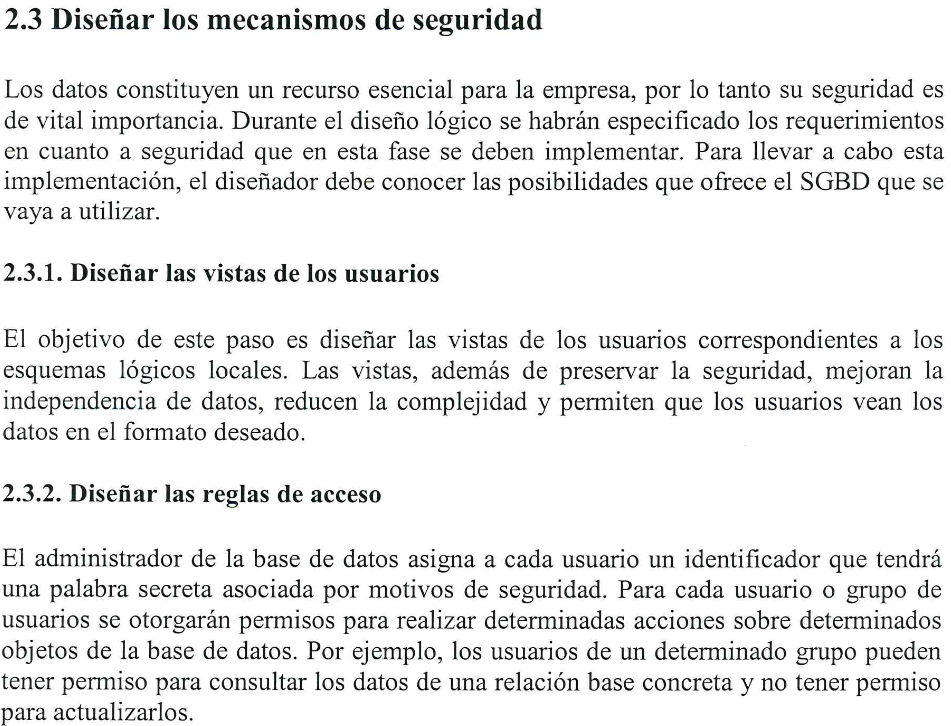 2.3 Diseñar los mecanismos de seguridad
Los datos constituyen un recurso esencial para la empresa, por lo tanto su seguridad es
de vital importancia. Durante el diseño lógico se habrán especificado los requerimientos
en cuanto a seguridad que en esta fase se deben implementar. Para llevar a cabo esta
implementación, el diseñador debe conocer las posibilidades que ofrece el SGBD que se
vaya a utilizar.
2.3.1. Diseñar las vistas de los usuarios
El objetivo de este paso es diseñar las vistas de los usuarios correspondientes a los
esquemas lógicos locales. Las vistas, además de preservar la seguridad, mejoran la
independencia de datos, reducen la complejidad y permiten que los usuarios vean los
datos en el formato deseado.
2.3.2. Diseñar las reglas de acceso
El administrador de la base de datos asigna a cada usuario un identificador que tendrá
una palabra secreta asociada por motivos de seguridad. Para cada usuario o grupo de
usuarios se otorgarán permisos para realizar determinadas acciones sobre determinados
objetos de la base de datos. Por ejemplo, los usuarios de un determinado grupo pueden
tener permiso para consultar los datos de una relación base concreta y no tener permiso
para actualizarlos.